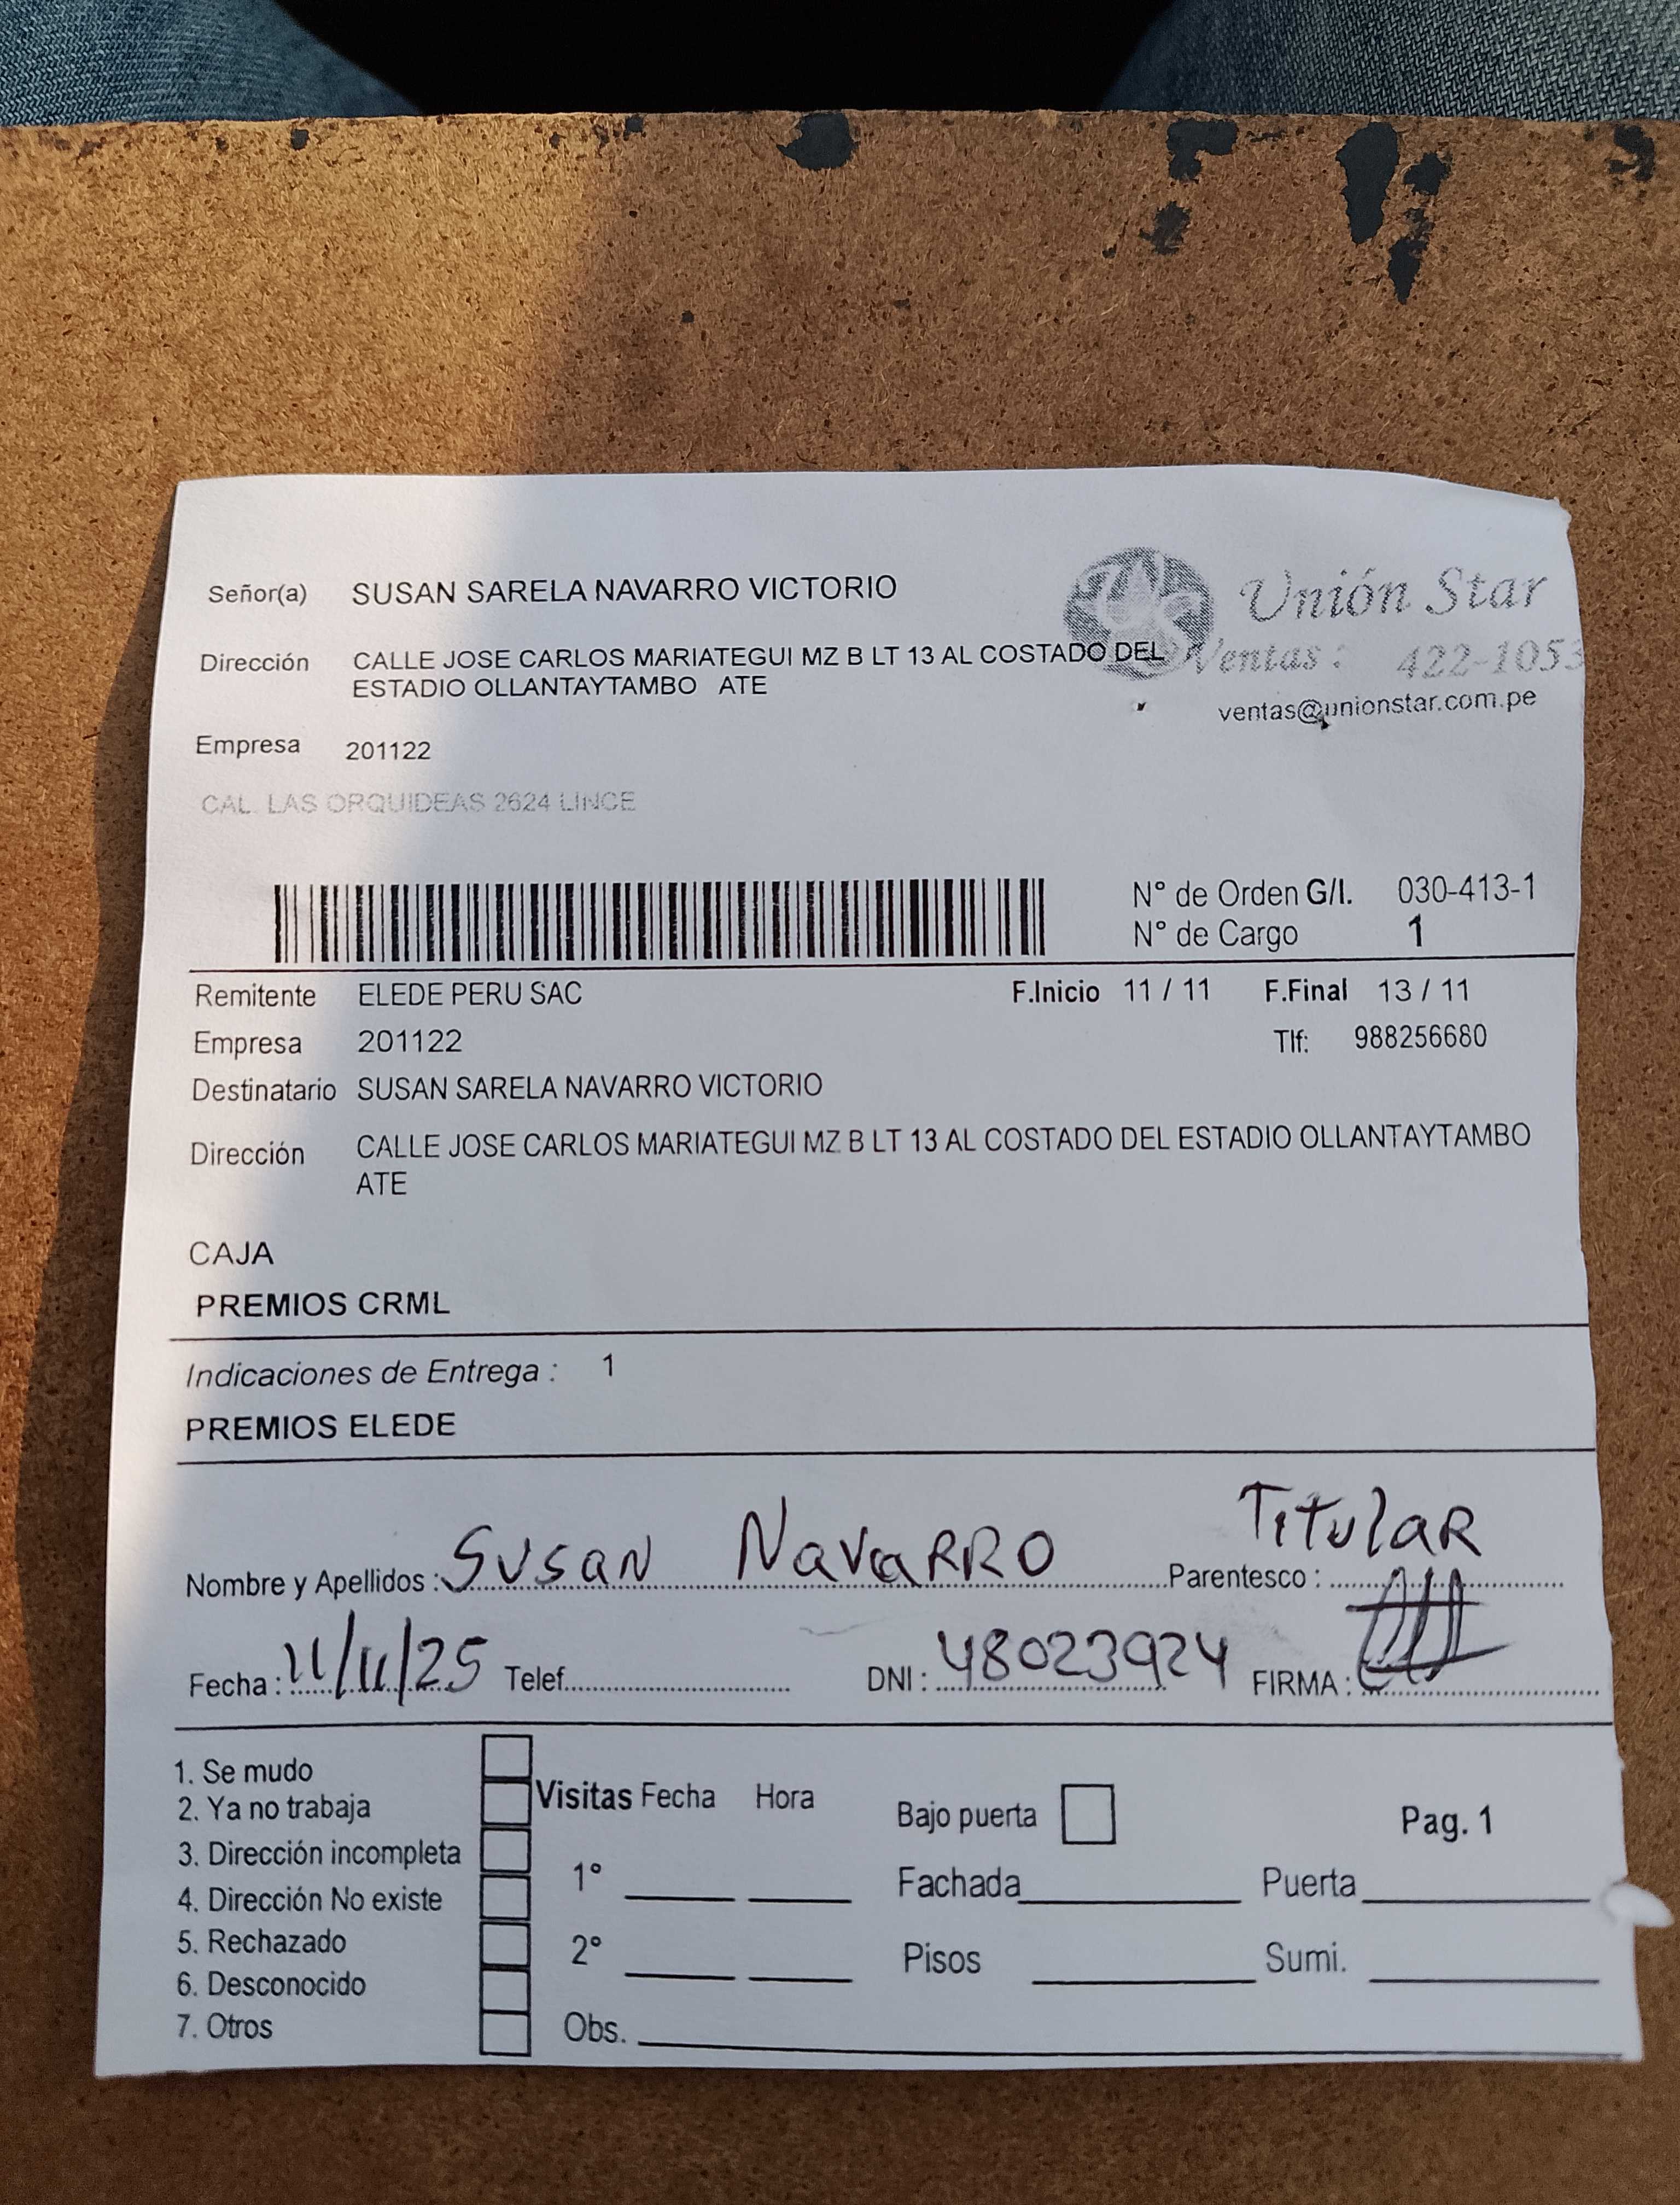 Señor(a) SUSAN SARELA NAVARRO VICTORIO
Unión Star
Dirección CALLE JOSE CARLOS MARIATEGUI MZ B LT 13 AL COSTADO DEL
ESTADIO OLLANTAYTAMBO ATE
Ventas: 422-1053
ventas@unionstar.com.pe
Empresa 201122
CAL. LAS ORQUIDEAS 2624 LINCE
N° de Orden G/I. 030-413-1
N° de Cargo 1
Remitente ELEDE PERU SAC F.Inicio 11 / 11 F.Final 13 / 11
Empresa 201122 Tlf: 988256680
Destinatario SUSAN SARELA NAVARRO VICTORIO
Dirección CALLE JOSE CARLOS MARIATEGUI MZ B LT 13 AL COSTADO DEL ESTADIO OLLANTAYTAMBO
ATE
CAJA
PREMIOS CRML
Indicaciones de Entrega : 1
PREMIOS ELEDE
Nombre y Apellidos : Susan Navarro Parentesco : Titular
Fecha : 11/11/25 Telef. DNI : 48023924 FIRMA :
1. Se mudo
2. Ya no trabaja
3. Dirección incompleta
4. Dirección No existe
5. Rechazado
6. Desconocido
7. Otros
Visitas Fecha Hora
1°
2°
Obs.
Bajo puerta
Pag. 1
Fachada Puerta
Pisos Sumi.